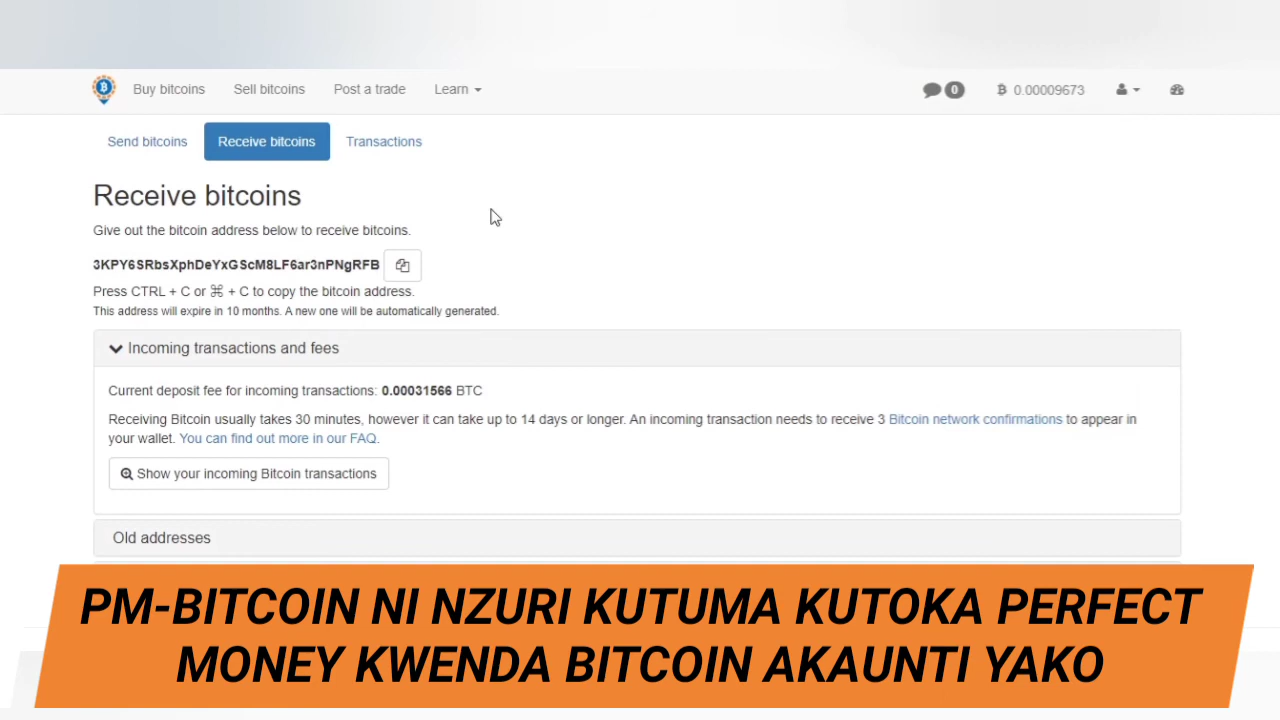 Buy bitcoins Sell bitcoins Post a trade Learn 0 0.00009673
Send bitcoins Receive bitcoins Transactions
Receive bitcoins
Give out the bitcoin address below to receive bitcoins.
3KPY6SRbsXphDeYxGScM8LF6ar3nPNgRFB
Press CTRL + C or ⌘ + C to copy the bitcoin address.
This address will expire in 10 months. A new one will be automatically generated.
Incoming transactions and fees
Current deposit fee for incoming transactions: 0.00031566 BTC
Receiving Bitcoin usually takes 30 minutes, however it can take up to 14 days or longer. An incoming transaction needs to receive 3 Bitcoin network confirmations to appear in
your wallet. You can find out more in our FAQ.
Show your incoming Bitcoin transactions
Old addresses
PM-BITCOIN NI NZURI KUTUMA KUTOKA PERFECT
MONEY KWENDA BITCOIN AKAUNTI YAKO